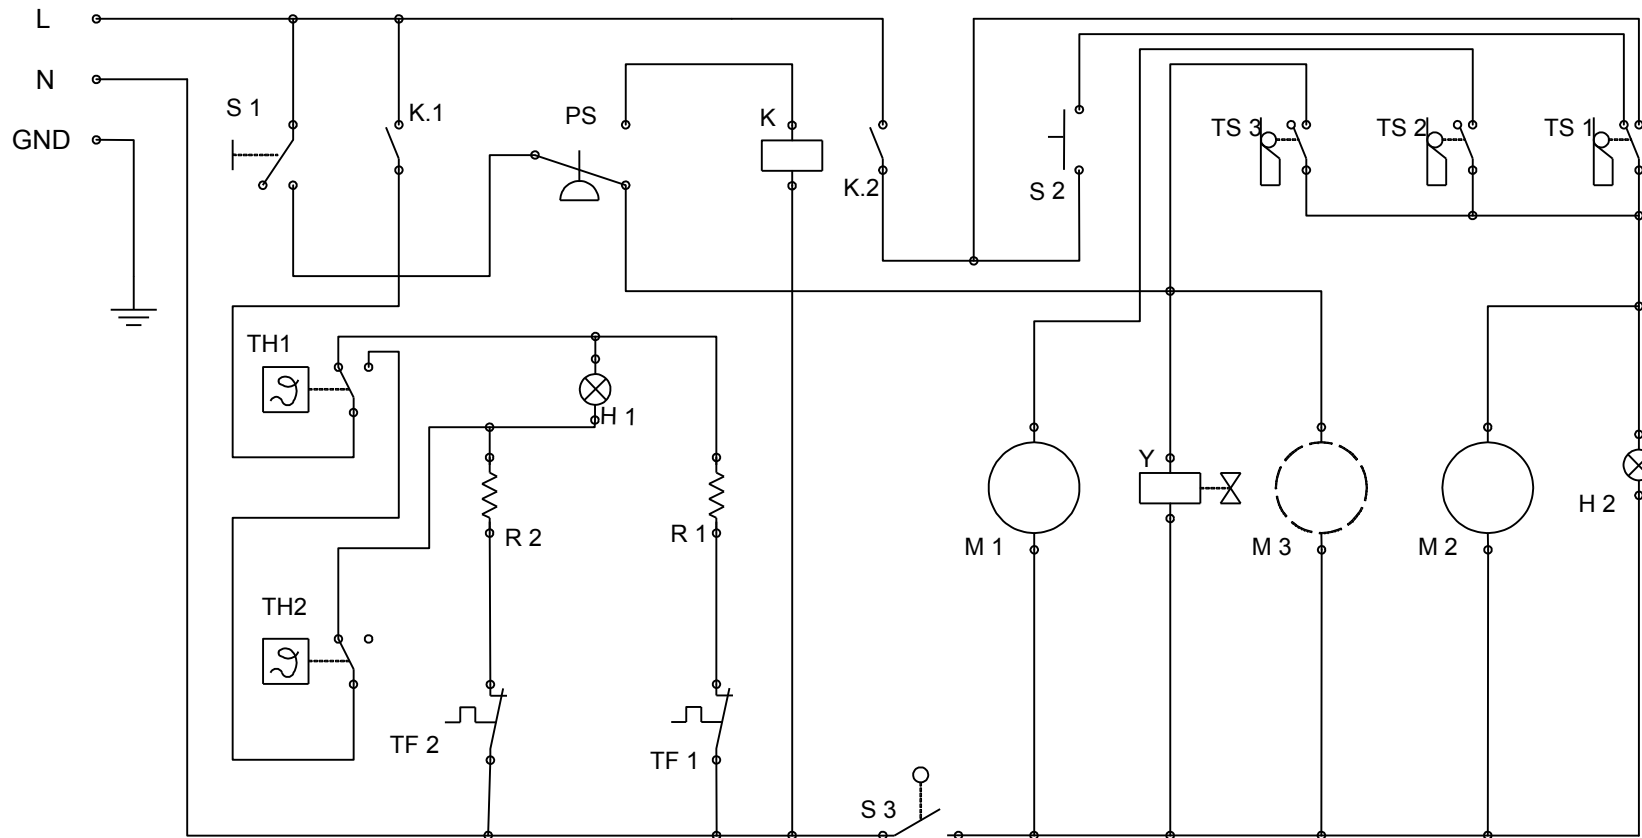 L
N
GND
S 1
K.1
PS
K
K.2
S 2
TS 3
TS 2
TS 1
TH1
H 1
R 2
R 1
Y
M 1
M 3
M 2
H 2
TH2
TF 2
TF 1
S 3